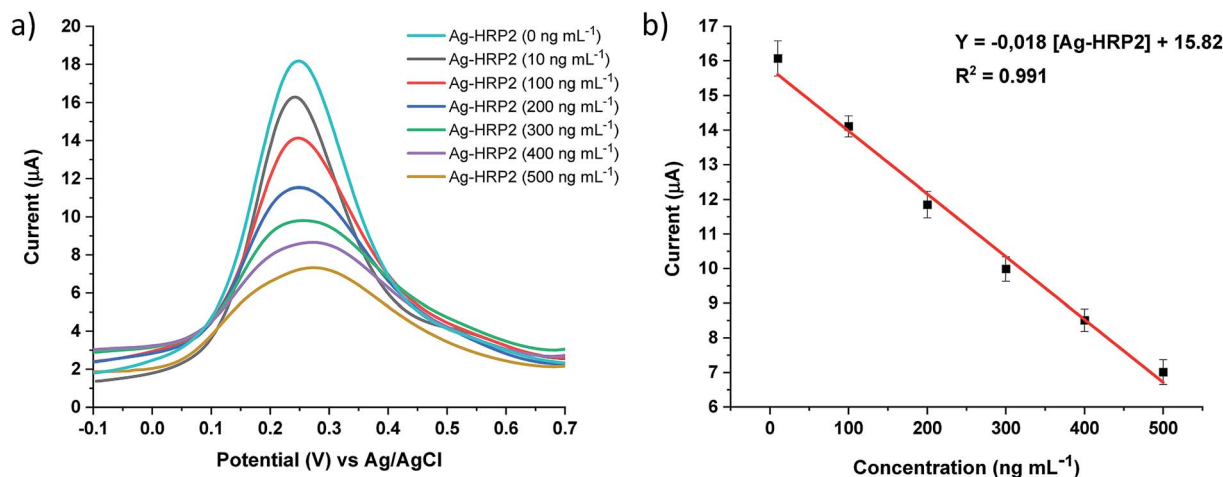 a)
20
18
16
14
12
10
8
6
4
2
0
Current (µA)
-0.1 0.0 0.1 0.2 0.3 0.4 0.5 0.6 0.7
Potential (V) vs Ag/AgCl
Ag-HRP2 (0 ng mL⁻¹)
Ag-HRP2 (10 ng mL⁻¹)
Ag-HRP2 (100 ng mL⁻¹)
Ag-HRP2 (200 ng mL⁻¹)
Ag-HRP2 (300 ng mL⁻¹)
Ag-HRP2 (400 ng mL⁻¹)
Ag-HRP2 (500 ng mL⁻¹)
b)
17
16
15
14
13
12
11
10
9
8
7
6
Current (µA)
0 100 200 300 400 500
Concentration (ng mL⁻¹)
Y = -0,018 [Ag-HRP2] + 15.82
R² = 0.991